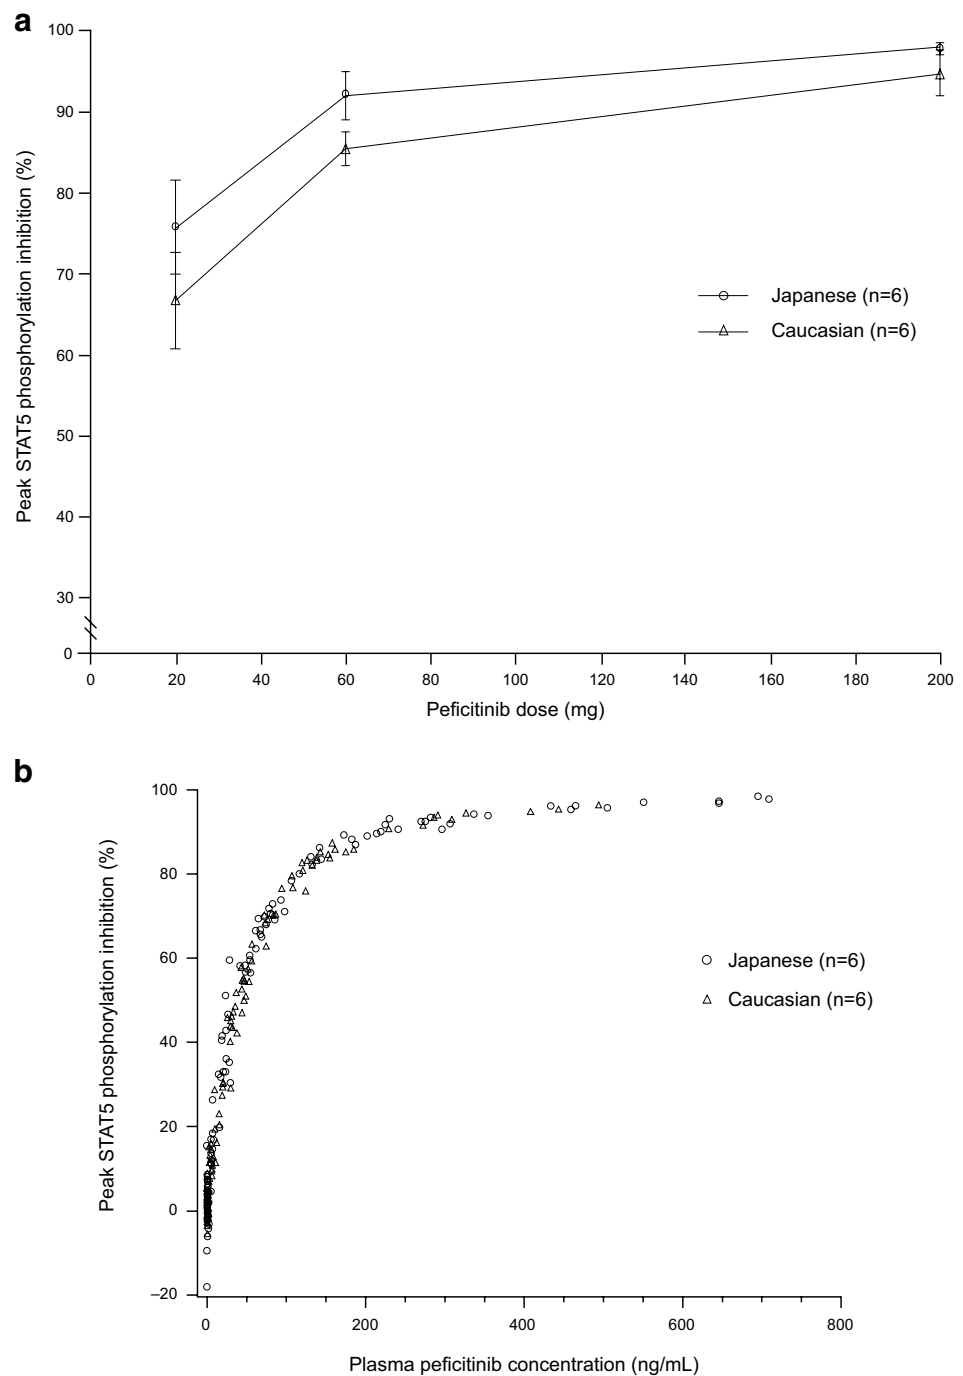 a
100
90
80
70
60
50
40
30
0
Peak STAT5 phosphorylation inhibition (%)
Japanese (n=6)
Caucasian (n=6)
0 20 40 60 80 100 120 140 160 180 200
Peficitinib dose (mg)
b
100
80
60
40
20
0
–20
Peak STAT5 phosphorylation inhibition (%)
Japanese (n=6)
Caucasian (n=6)
0 200 400 600 800
Plasma peficitinib concentration (ng/mL)